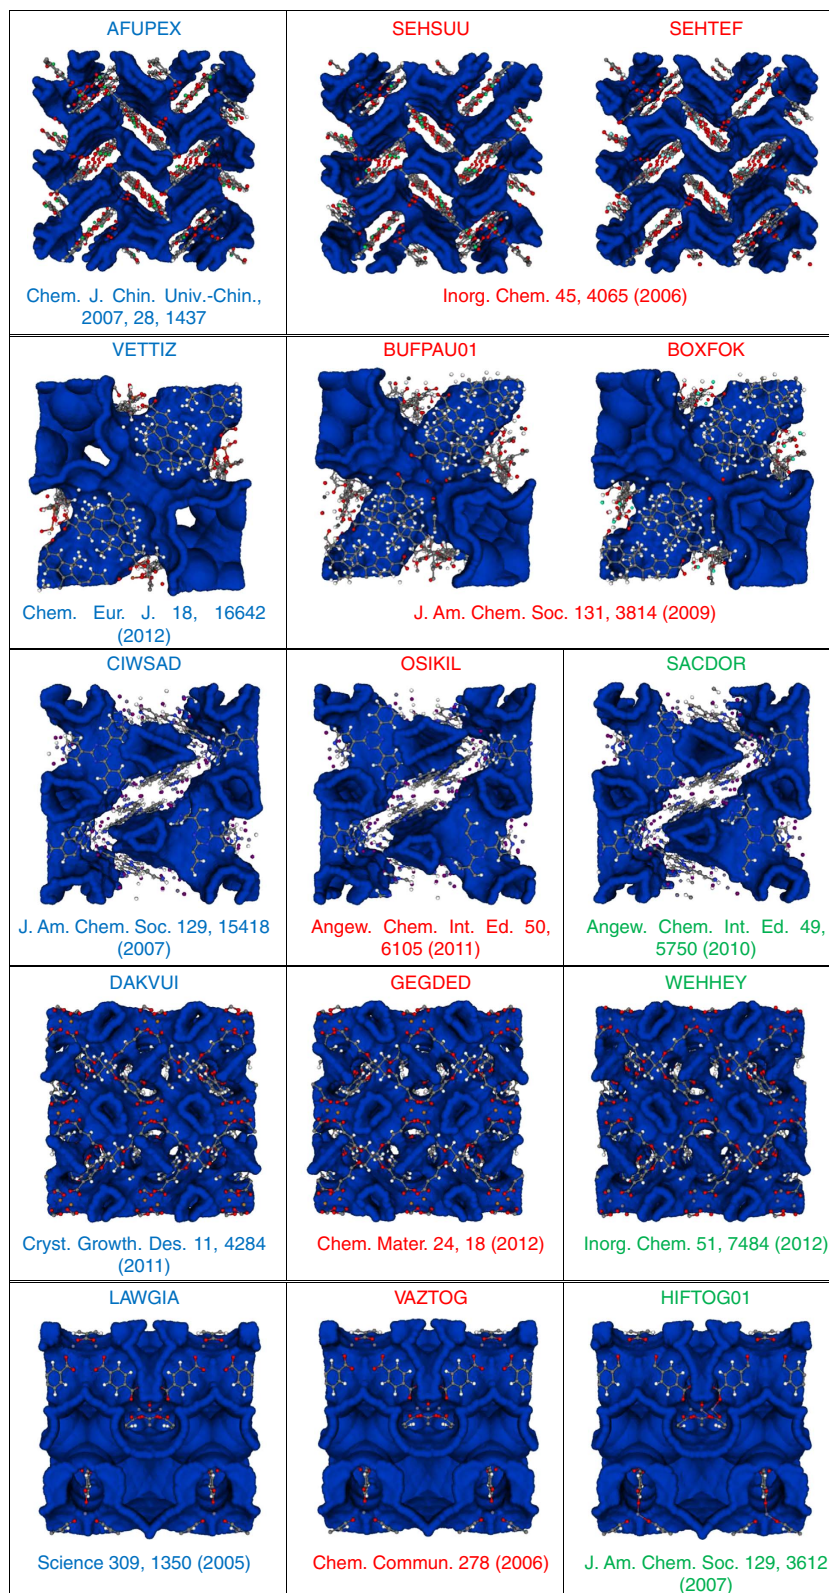 AFUPEX
SEHSUU
SEHTEF
Chem. J. Chin. Univ.-Chin.,
2007, 28, 1437
Inorg. Chem. 45, 4065 (2006)
VETTIZ
BUFPAU01
BOXFOK
Chem. Eur. J. 18, 16642
(2012)
J. Am. Chem. Soc. 131, 3814 (2009)
CIWSAD
OSIKIL
SACDOR
J. Am. Chem. Soc. 129, 15418
(2007)
Angew. Chem. Int. Ed. 50,
6105 (2011)
Angew. Chem. Int. Ed. 49,
5750 (2010)
DAKVUI
GEGDED
WEHHEY
Cryst. Growth. Des. 11, 4284
(2011)
Chem. Mater. 24, 18 (2012)
Inorg. Chem. 51, 7484 (2012)
LAWGIA
VAZTOG
HIFTOG01
Science 309, 1350 (2005)
Chem. Commun. 278 (2006)
J. Am. Chem. Soc. 129, 3612
(2007)